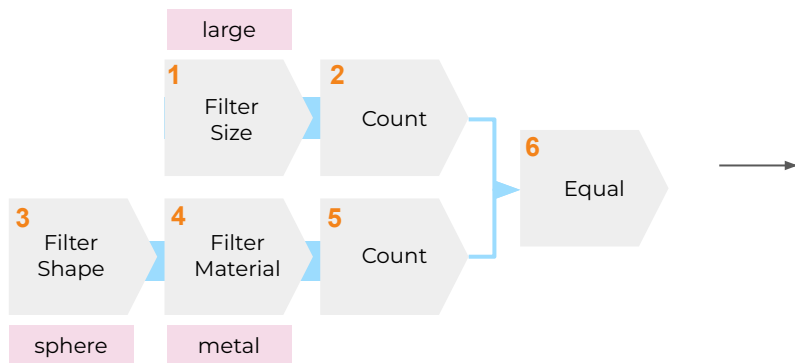 large
1
Filter
Size
2
Count
6
Equal
3
Filter
Shape
4
Filter
Material
5
Count
sphere
metal